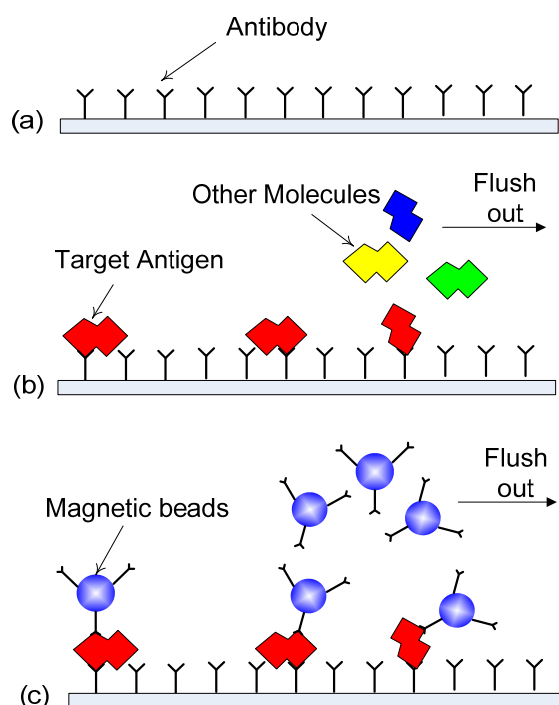 Antibody
(a)
Other Molecules
Flush
out
Target Antigen
(b)
Flush
out
Magnetic beads
(c)